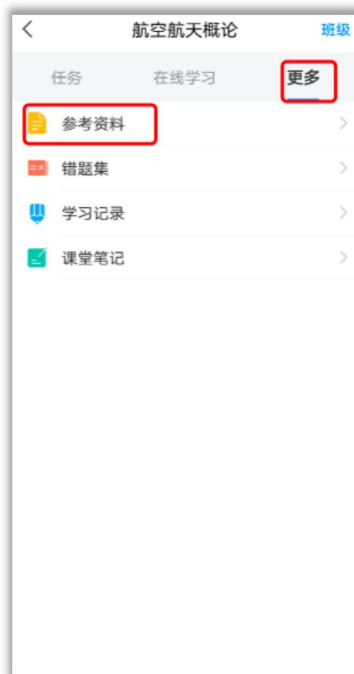 航空航天概论 班级
任务 在线学习 更多
参考资料
错题集
学习记录
课堂笔记